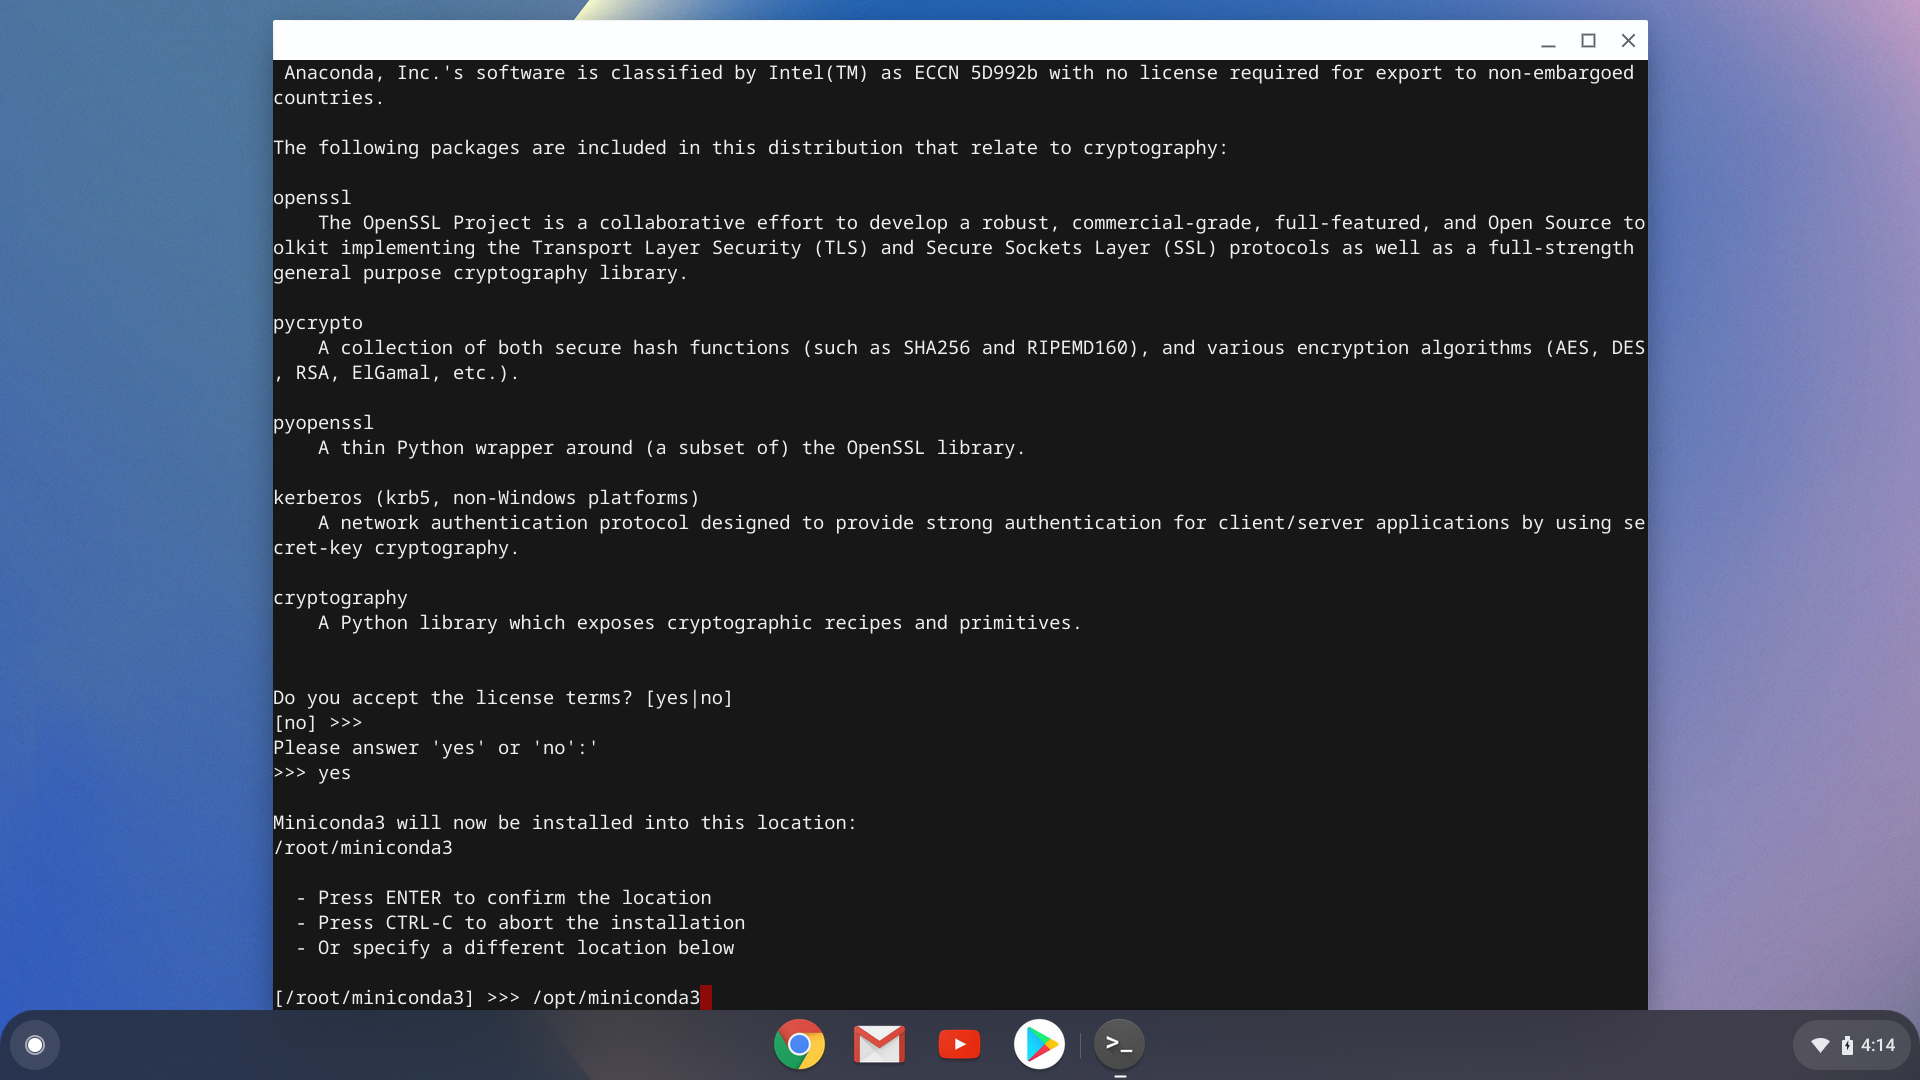 Anaconda, Inc.'s software is classified by Intel(TM) as ECCN 5D992b with no license required for export to non-embargoed
countries.
The following packages are included in this distribution that relate to cryptography:
openssl
The OpenSSL Project is a collaborative effort to develop a robust, commercial-grade, full-featured, and Open Source to
olkit implementing the Transport Layer Security (TLS) and Secure Sockets Layer (SSL) protocols as well as a full-strength
general purpose cryptography library.
pycrypto
A collection of both secure hash functions (such as SHA256 and RIPEMD160), and various encryption algorithms (AES, DES
, RSA, ElGamal, etc.).
pyopenssl
A thin Python wrapper around (a subset of) the OpenSSL library.
kerberos (krb5, non-Windows platforms)
A network authentication protocol designed to provide strong authentication for client/server applications by using se
cret-key cryptography.
cryptography
A Python library which exposes cryptographic recipes and primitives.
Do you accept the license terms? [yes|no]
[no] >>>
Please answer 'yes' or 'no':'
>>> yes
Miniconda3 will now be installed into this location:
/root/miniconda3
- Press ENTER to confirm the location
- Press CTRL-C to abort the installation
- Or specify a different location below
[/root/miniconda3] >>> /opt/miniconda3
>_
4:14